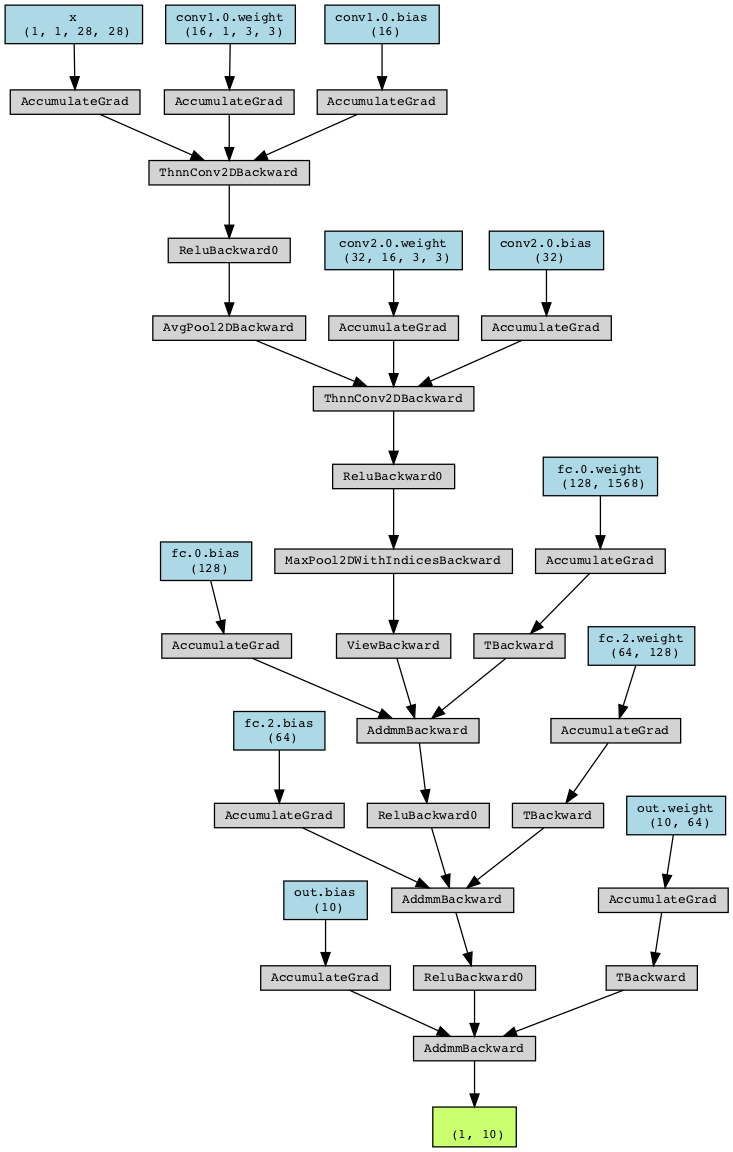 x
(1, 1, 28, 28)
conv1.0.weight
(16, 1, 3, 3)
conv1.0.bias
(16)
AccumulateGrad
AccumulateGrad
AccumulateGrad
ThnnConv2DBackward
ReluBackward0
conv2.0.weight
(32, 16, 3, 3)
conv2.0.bias
(32)
AvgPool2DBackward
AccumulateGrad
AccumulateGrad
ThnnConv2DBackward
ReluBackward0
fc.0.weight
(128, 1568)
fc.0.bias
(128)
MaxPool2DWithIndicesBackward
AccumulateGrad
AccumulateGrad
ViewBackward
TBackward
fc.2.weight
(64, 128)
fc.2.bias
(64)
AddmmBackward
AccumulateGrad
AccumulateGrad
ReluBackward0
TBackward
out.weight
(10, 64)
out.bias
(10)
AddmmBackward
AccumulateGrad
AccumulateGrad
ReluBackward0
TBackward
AddmmBackward
(1, 10)